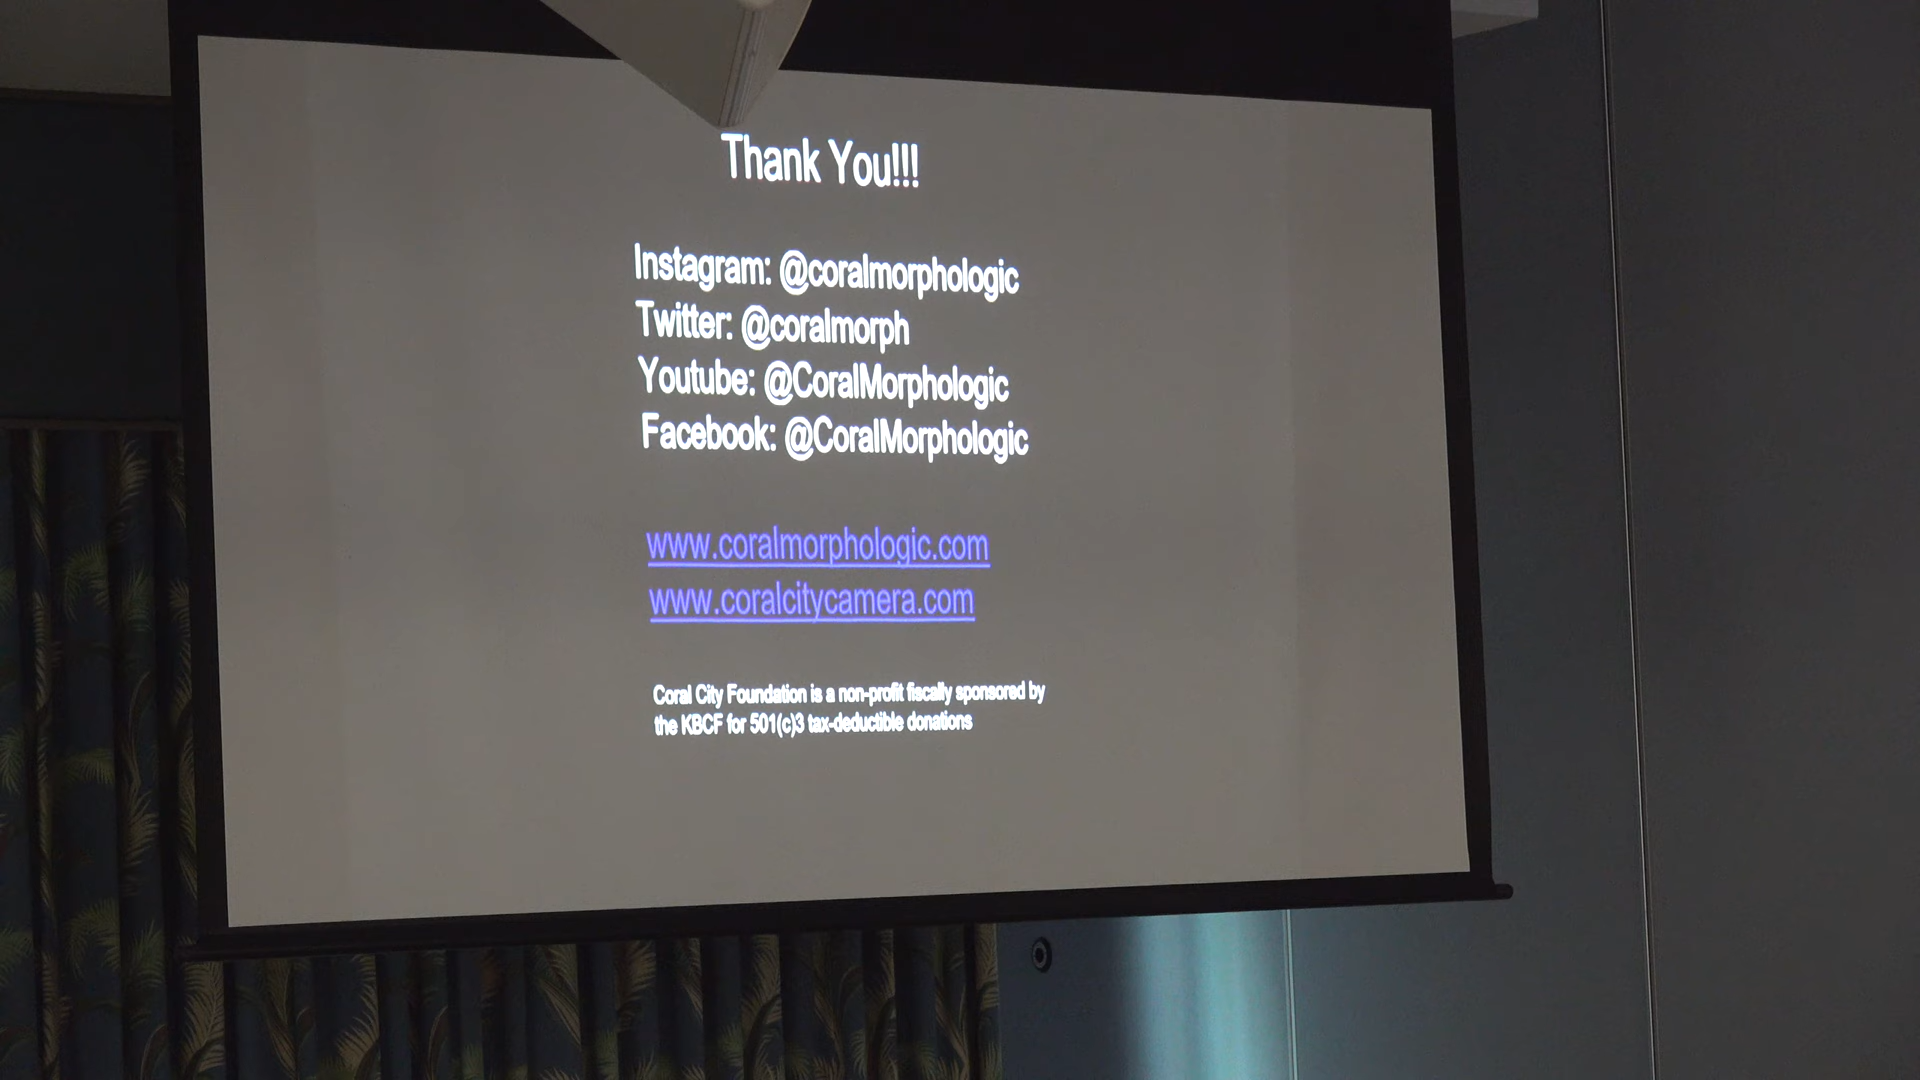 Thank You!!!
Instagram: @coralmorphologic
Twitter: @coralmorph
Youtube: @CoralMorphologic
Facebook: @CoralMorphologic
www.coralmorphologic.com
www.coralcitycamera.com
Coral City Foundation is a non-profit fiscally sponsored by
the KBCF for 501(c)3 tax-deductible donations